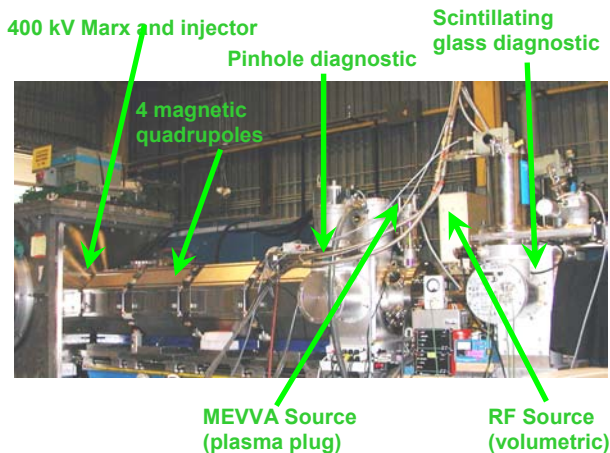 400 kV Marx and injector
Scintillating
glass diagnostic
Pinhole diagnostic
4 magnetic
quadrupoles
MEVVA Source
(plasma plug)
RF Source
(volumetric)